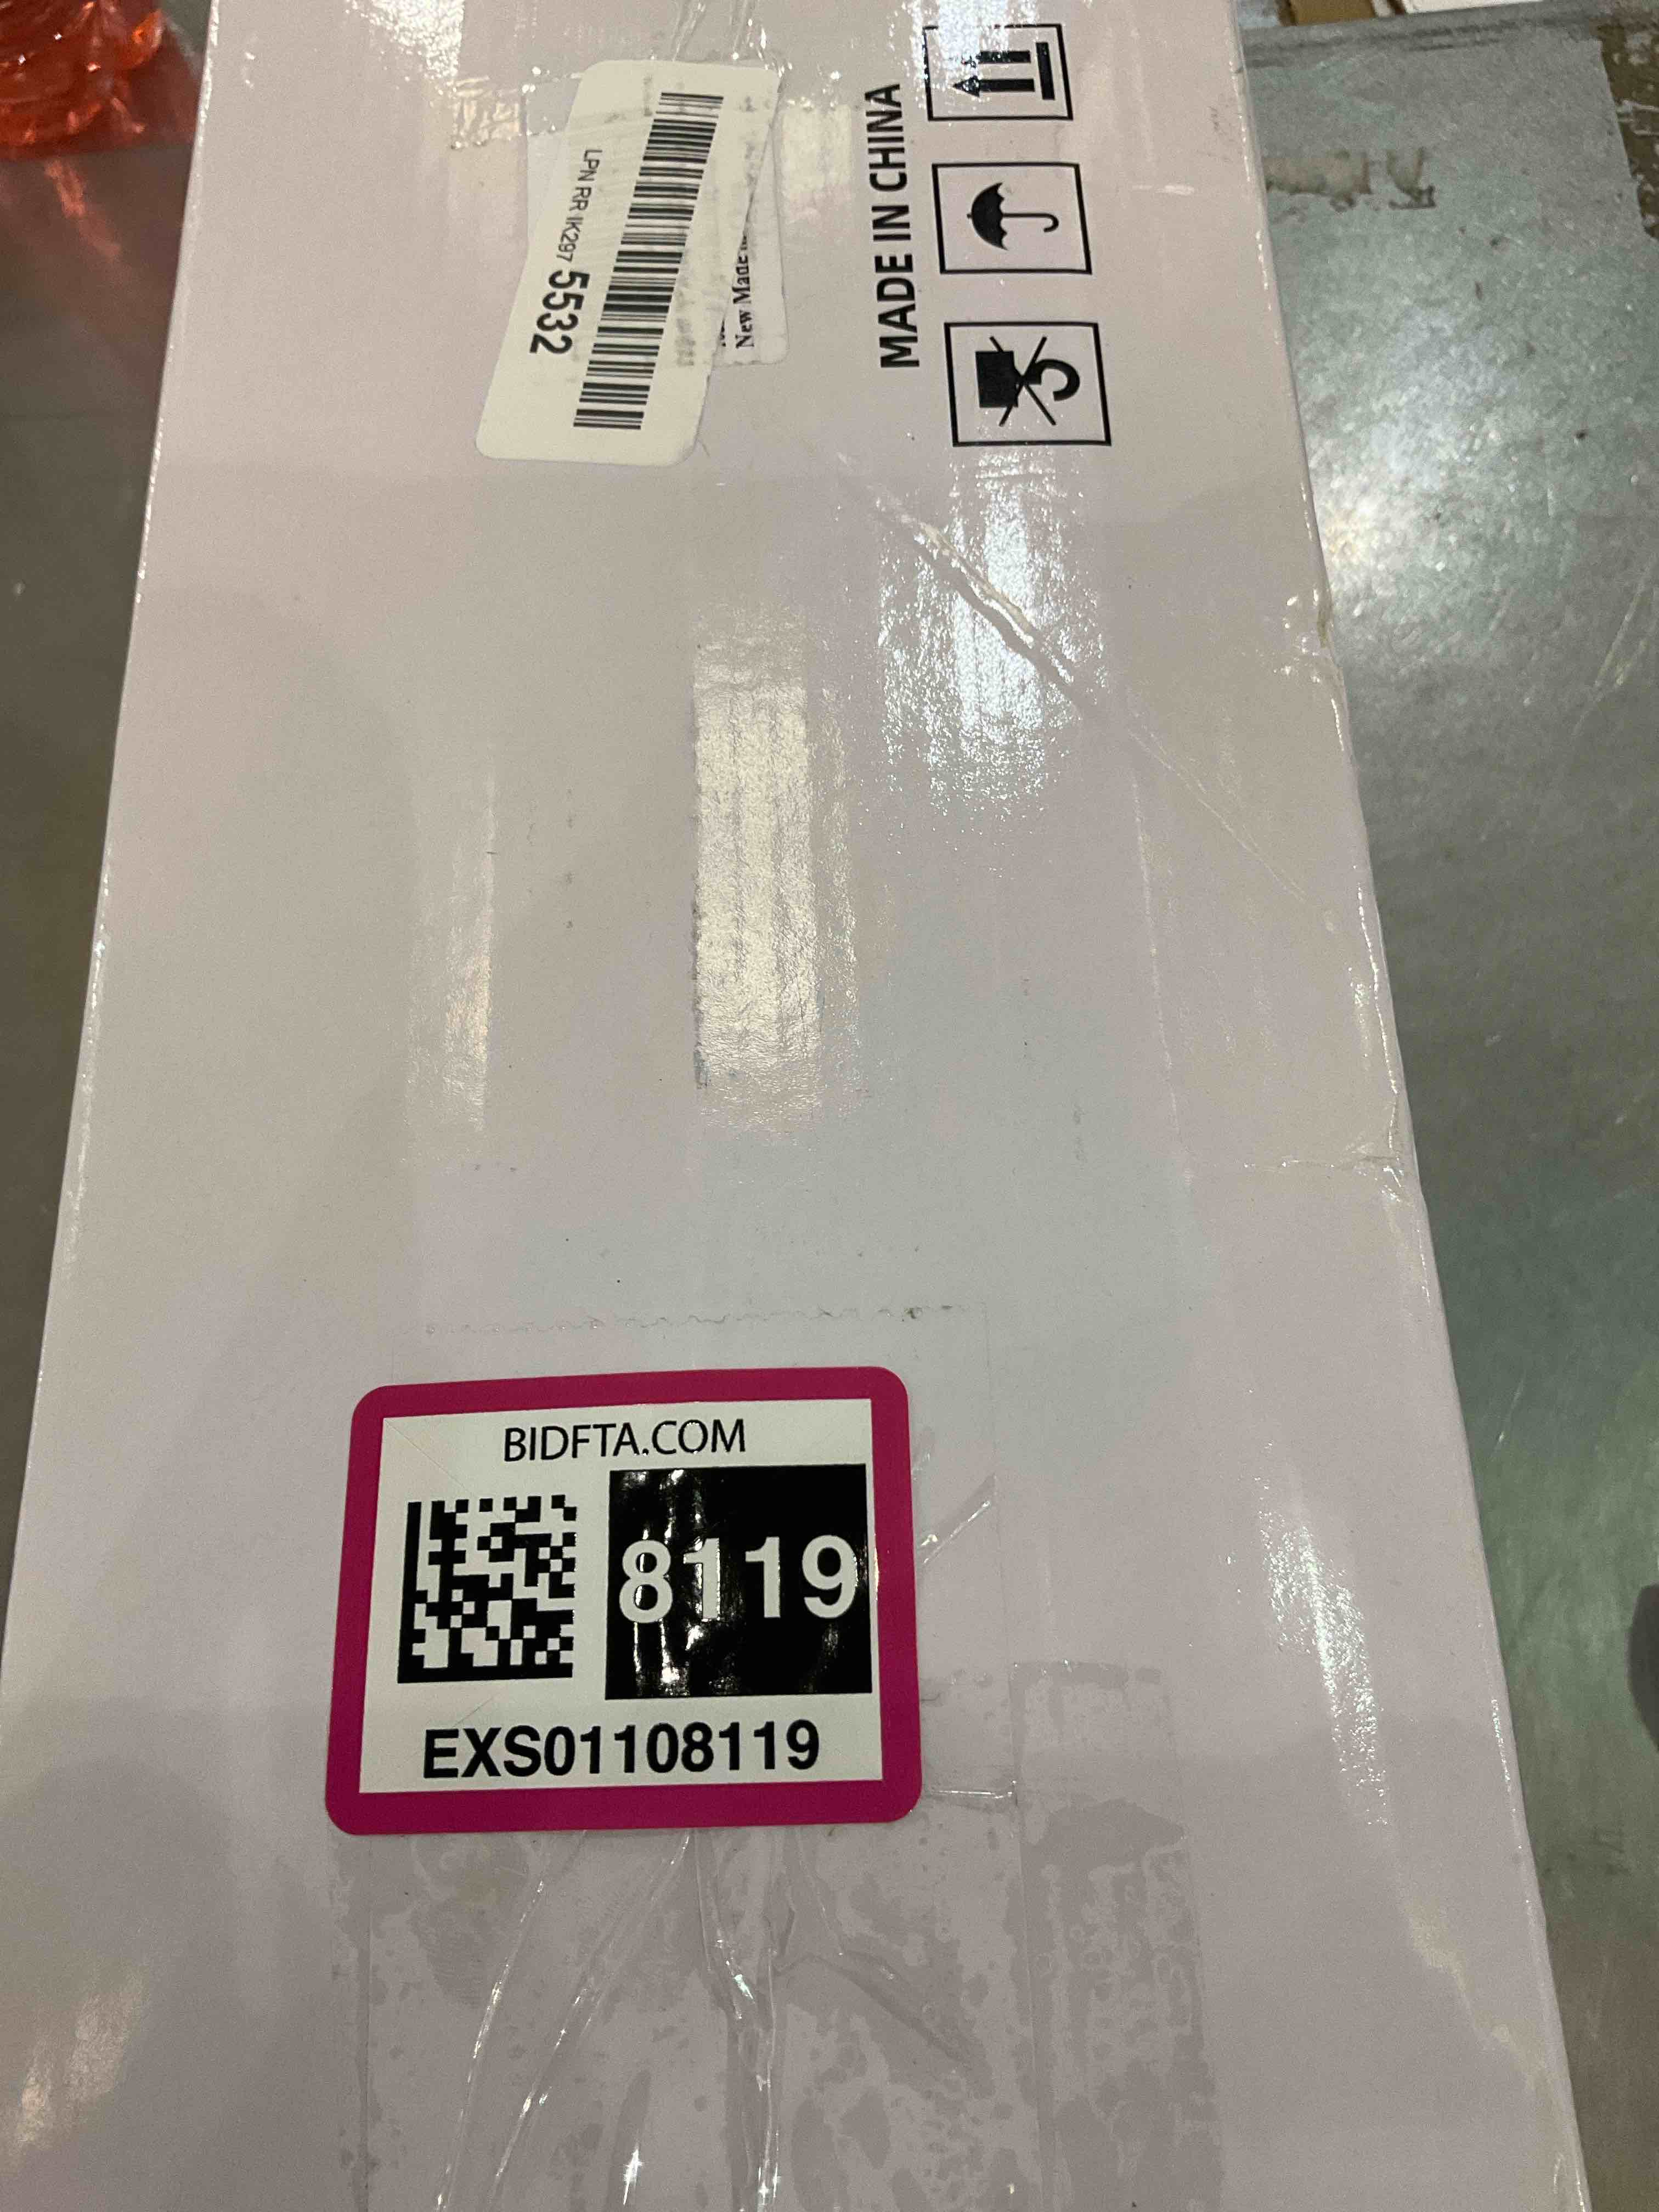 LPN RR IK297 5532
New Made
MADE IN CHINA
BIDFTA.COM
8119
EXS01108119